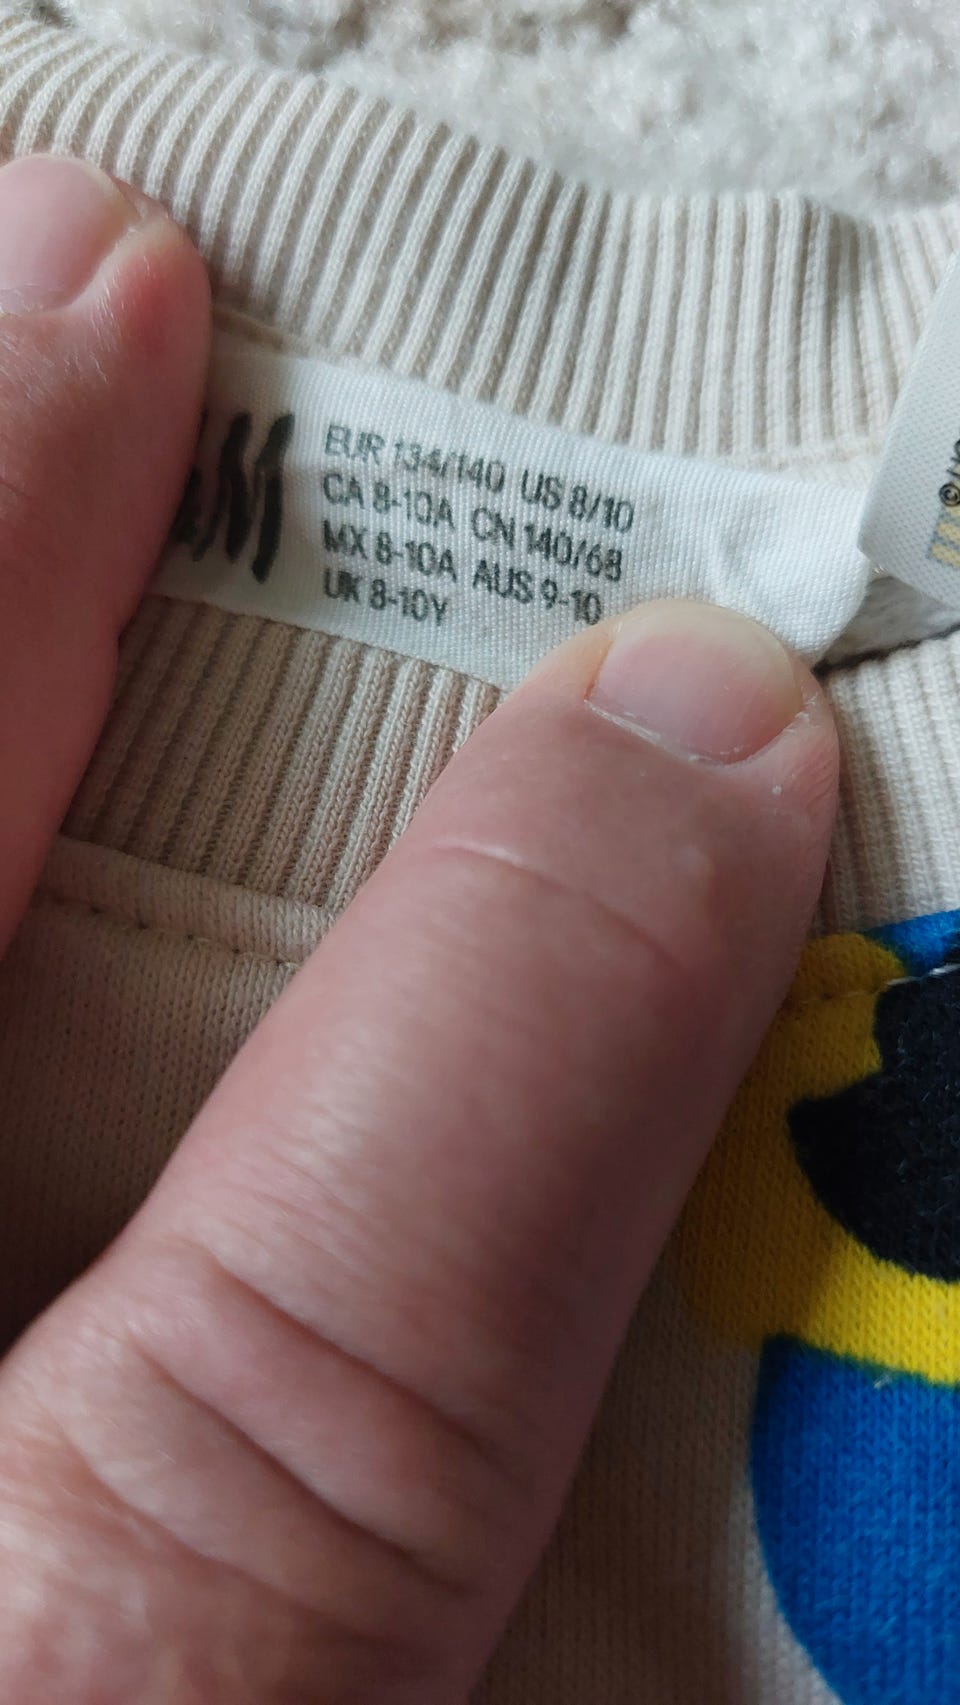 &M
EUR 134/140 US 8/10
CA 8-10A CN 140/68
MX 8-10A AUS 9-10
UK 8-10Y